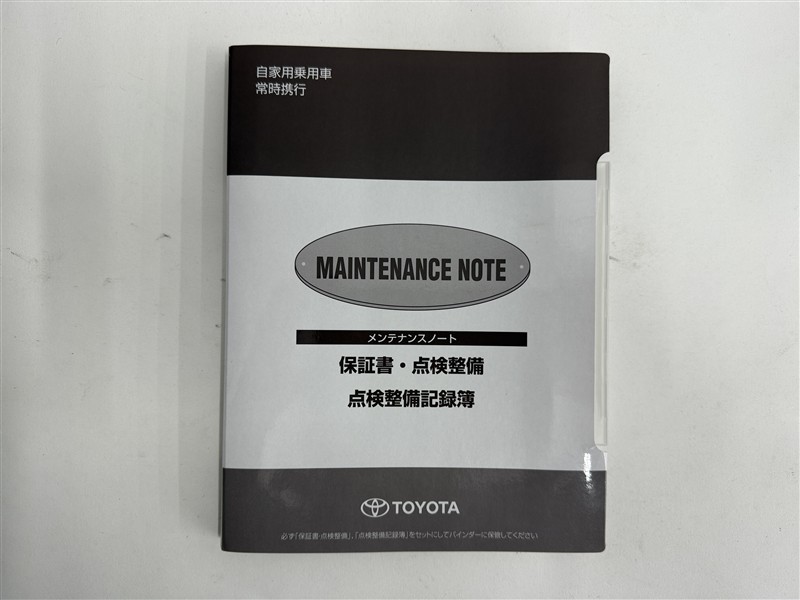 自家用乗用車
常時携行
MAINTENANCE NOTE
メンテナンスノート
保証書・点検整備
点検整備記録簿
TOYOTA
必ず「保証書・点検整備」、「点検整備記録簿」をセットにしてバインダーに保管してください